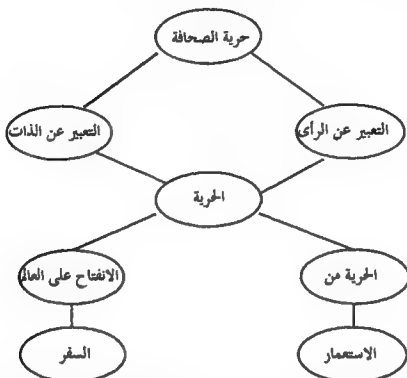 حرية الصحافة
التعبير عن الرأى
التعبير عن الذات
الحرية
الحرية من
الانفتاح على العالم
الاستعمار
السفر